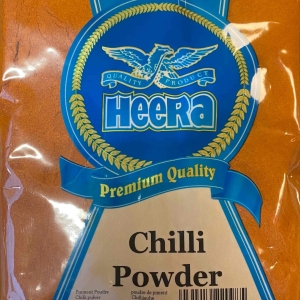 QUALITY PRODUCT
HEERA
Premium Quality
Chilli
Powder